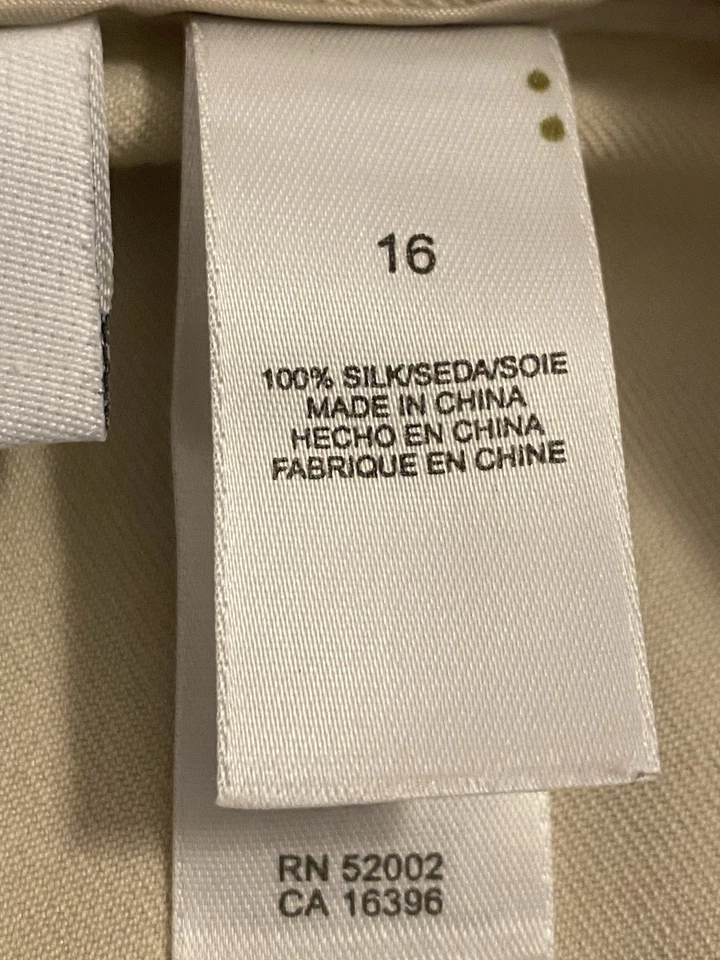 16
100% SILK/SEDA/SOIE
MADE IN CHINA
HECHO EN CHINA
FABRIQUE EN CHINE
RN 52002
CA 16396